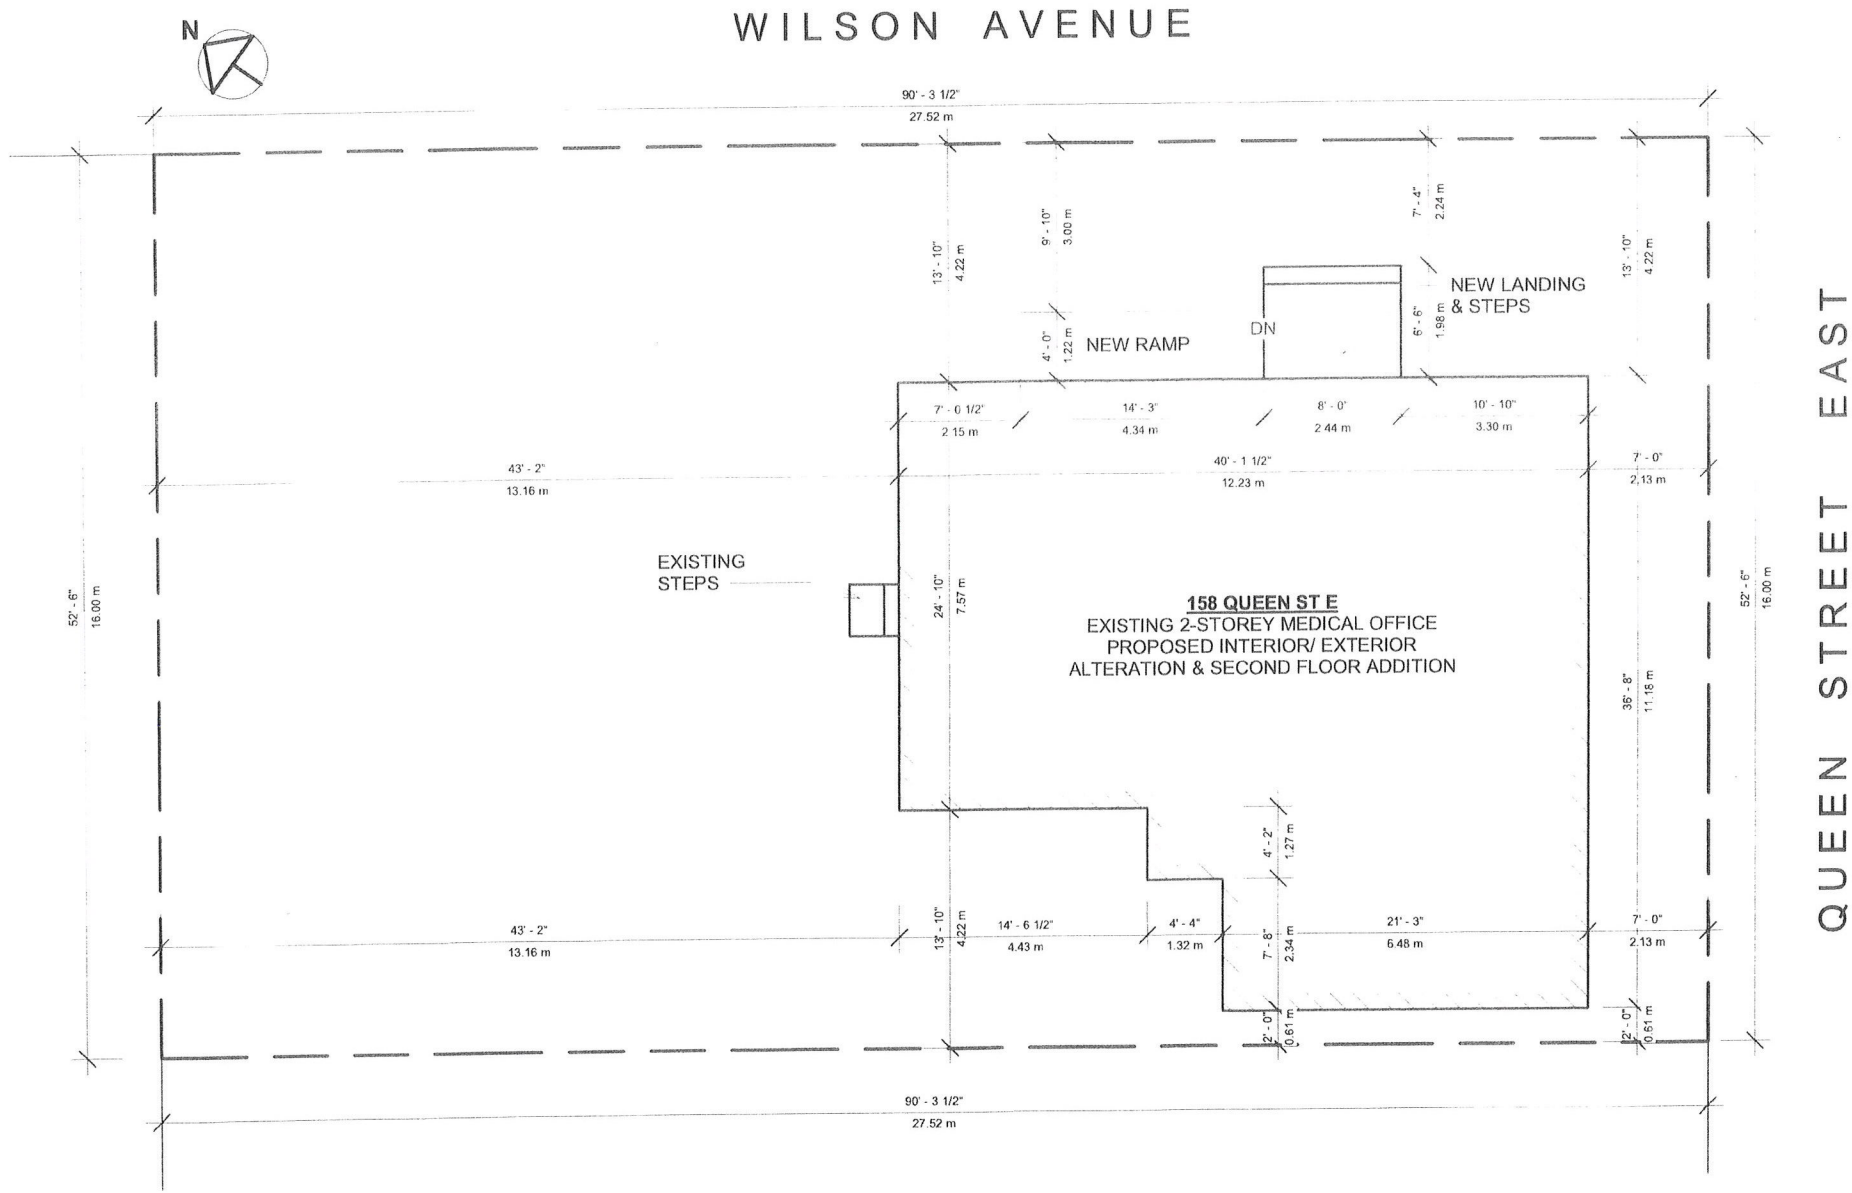 WILSON AVENUE
N
90' - 3 1/2"
27.52 m
13' - 10"
4.22 m
9' - 10"
3.00 m
7' - 4"
2.24 m
13' - 10"
4.22 m
4' - 0"
1.22 m
NEW RAMP
DN
6' - 6"
1.98 m
NEW LANDING
& STEPS
7' - 0 1/2"
2.15 m
14' - 3"
4.34 m
8' - 0"
2.44 m
10' - 10"
3.30 m
43' - 2"
13.16 m
40' - 1 1/2"
12.23 m
7' - 0"
2.13 m
52' - 6"
16.00 m
EXISTING
STEPS
24' - 10"
7.57 m
158 QUEEN ST E
EXISTING 2-STOREY MEDICAL OFFICE
PROPOSED INTERIOR/ EXTERIOR
ALTERATION & SECOND FLOOR ADDITION
36' - 8"
11.18 m
52' - 6"
16.00 m
QUEEN STREET EAST
4' - 2"
1.27 m
43' - 2"
13.16 m
13' - 10"
4.22 m
14' - 6 1/2"
4.43 m
4' - 4"
1.32 m
7' - 8"
2.34 m
21' - 3"
6.48 m
7' - 0"
2.13 m
2' - 0"
0.61 m
2' - 0"
0.61 m
90' - 3 1/2"
27.52 m